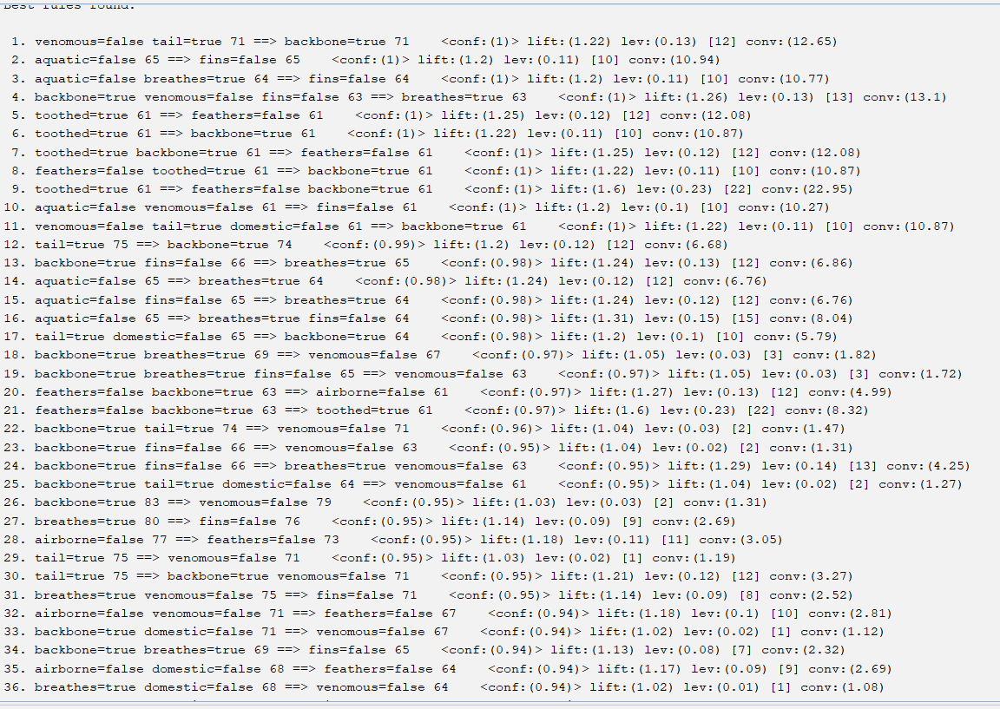 Best rules found:
1. venomous=false tail=true 71 ==> backbone=true 71 <conf:(1)> lift:(1.22) lev:(0.13) [12] conv:(12.65)
2. aquatic=false 65 ==> fins=false 65 <conf:(1)> lift:(1.2) lev:(0.11) [10] conv:(10.94)
3. aquatic=false breathes=true 64 ==> fins=false 64 <conf:(1)> lift:(1.2) lev:(0.11) [10] conv:(10.77)
4. backbone=true venomous=false fins=false 63 ==> breathes=true 63 <conf:(1)> lift:(1.26) lev:(0.13) [13] conv:(13.1)
5. toothed=true 61 ==> feathers=false 61 <conf:(1)> lift:(1.25) lev:(0.12) [12] conv:(12.08)
6. toothed=true 61 ==> backbone=true 61 <conf:(1)> lift:(1.22) lev:(0.11) [10] conv:(10.87)
7. toothed=true backbone=true 61 ==> feathers=false 61 <conf:(1)> lift:(1.25) lev:(0.12) [12] conv:(12.08)
8. feathers=false toothed=true 61 ==> backbone=true 61 <conf:(1)> lift:(1.22) lev:(0.11) [10] conv:(10.87)
9. toothed=true 61 ==> feathers=false backbone=true 61 <conf:(1)> lift:(1.6) lev:(0.23) [22] conv:(22.95)
10. aquatic=false venomous=false 61 ==> fins=false 61 <conf:(1)> lift:(1.2) lev:(0.1) [10] conv:(10.27)
11. venomous=false tail=true domestic=false 61 ==> backbone=true 61 <conf:(1)> lift:(1.22) lev:(0.11) [10] conv:(10.87)
12. tail=true 75 ==> backbone=true 74 <conf:(0.99)> lift:(1.2) lev:(0.12) [12] conv:(6.68)
13. backbone=true fins=false 66 ==> breathes=true 65 <conf:(0.98)> lift:(1.24) lev:(0.13) [12] conv:(6.86)
14. aquatic=false 65 ==> breathes=true 64 <conf:(0.98)> lift:(1.24) lev:(0.12) [12] conv:(6.76)
15. aquatic=false fins=false 65 ==> breathes=true 64 <conf:(0.98)> lift:(1.24) lev:(0.12) [12] conv:(6.76)
16. aquatic=false 65 ==> breathes=true fins=false 64 <conf:(0.98)> lift:(1.31) lev:(0.15) [15] conv:(8.04)
17. tail=true domestic=false 65 ==> backbone=true 64 <conf:(0.98)> lift:(1.2) lev:(0.1) [10] conv:(5.79)
18. backbone=true breathes=true 69 ==> venomous=false 67 <conf:(0.97)> lift:(1.05) lev:(0.03) [3] conv:(1.82)
19. backbone=true breathes=true fins=false 65 ==> venomous=false 63 <conf:(0.97)> lift:(1.05) lev:(0.03) [3] conv:(1.72)
20. feathers=false backbone=true 63 ==> airborne=false 61 <conf:(0.97)> lift:(1.27) lev:(0.13) [12] conv:(4.99)
21. feathers=false backbone=true 63 ==> toothed=true 61 <conf:(0.97)> lift:(1.6) lev:(0.23) [22] conv:(8.32)
22. backbone=true tail=true 74 ==> venomous=false 71 <conf:(0.96)> lift:(1.04) lev:(0.03) [2] conv:(1.47)
23. backbone=true fins=false 66 ==> venomous=false 63 <conf:(0.95)> lift:(1.04) lev:(0.02) [2] conv:(1.31)
24. backbone=true fins=false 66 ==> breathes=true venomous=false 63 <conf:(0.95)> lift:(1.29) lev:(0.14) [13] conv:(4.25)
25. backbone=true tail=true domestic=false 64 ==> venomous=false 61 <conf:(0.95)> lift:(1.04) lev:(0.02) [2] conv:(1.27)
26. backbone=true 83 ==> venomous=false 79 <conf:(0.95)> lift:(1.03) lev:(0.03) [2] conv:(1.31)
27. breathes=true 80 ==> fins=false 76 <conf:(0.95)> lift:(1.14) lev:(0.09) [9] conv:(2.69)
28. airborne=false 77 ==> feathers=false 73 <conf:(0.95)> lift:(1.18) lev:(0.11) [11] conv:(3.05)
29. tail=true 75 ==> venomous=false 71 <conf:(0.95)> lift:(1.03) lev:(0.02) [1] conv:(1.19)
30. tail=true 75 ==> backbone=true venomous=false 71 <conf:(0.95)> lift:(1.21) lev:(0.12) [12] conv:(3.27)
31. breathes=true venomous=false 75 ==> fins=false 71 <conf:(0.95)> lift:(1.14) lev:(0.09) [8] conv:(2.52)
32. airborne=false venomous=false 71 ==> feathers=false 67 <conf:(0.94)> lift:(1.18) lev:(0.1) [10] conv:(2.81)
33. backbone=true domestic=false 71 ==> venomous=false 67 <conf:(0.94)> lift:(1.02) lev:(0.02) [1] conv:(1.12)
34. backbone=true breathes=true 69 ==> fins=false 65 <conf:(0.94)> lift:(1.13) lev:(0.08) [7] conv:(2.32)
35. airborne=false domestic=false 68 ==> feathers=false 64 <conf:(0.94)> lift:(1.17) lev:(0.09) [9] conv:(2.69)
36. breathes=true domestic=false 68 ==> venomous=false 64 <conf:(0.94)> lift:(1.02) lev:(0.01) [1] conv:(1.08)